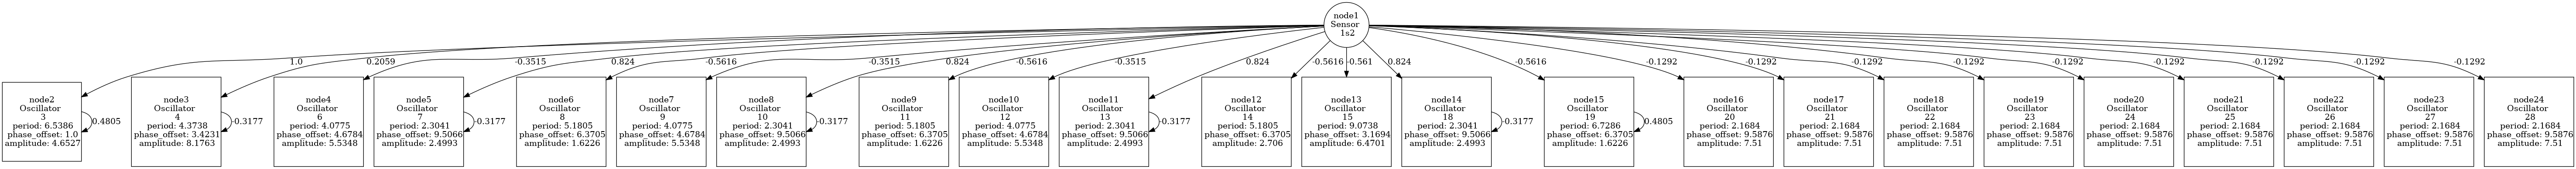 node1
Sensor
1s2
1.0
0.2059
-0.3515
0.824
-0.5616
-0.3515
0.824
-0.5616
-0.3515
0.824
-0.5616
-0.561
0.824
-0.5616
-0.1292
-0.1292
-0.1292
-0.1292
-0.1292
-0.1292
-0.1292
-0.1292
-0.1292
node2
Oscillator
3
period: 6.5386
phase_offset: 1.0
amplitude: 4.6527
0.4805
node3
Oscillator
4
period: 4.3738
phase_offset: 3.4231
amplitude: 8.1763
-0.3177
node4
Oscillator
6
period: 4.0775
phase_offset: 4.6784
amplitude: 5.5348
node5
Oscillator
7
period: 2.3041
phase_offset: 9.5066
amplitude: 2.4993
-0.3177
node6
Oscillator
8
period: 5.1805
phase_offset: 6.3705
amplitude: 1.6226
node7
Oscillator
9
period: 4.0775
phase_offset: 4.6784
amplitude: 5.5348
node8
Oscillator
10
period: 2.3041
phase_offset: 9.5066
amplitude: 2.4993
-0.3177
node9
Oscillator
11
period: 5.1805
phase_offset: 6.3705
amplitude: 1.6226
node10
Oscillator
12
period: 4.0775
phase_offset: 4.6784
amplitude: 5.5348
node11
Oscillator
13
period: 2.3041
phase_offset: 9.5066
amplitude: 2.4993
-0.3177
node12
Oscillator
14
period: 5.1805
phase_offset: 6.3705
amplitude: 2.706
node13
Oscillator
15
period: 9.0738
phase_offset: 3.1694
amplitude: 6.4701
node14
Oscillator
18
period: 2.3041
phase_offset: 9.5066
amplitude: 2.4993
-0.3177
node15
Oscillator
19
period: 6.7286
phase_offset: 6.3705
amplitude: 1.6226
0.4805
node16
Oscillator
20
period: 2.1684
phase_offset: 9.5876
amplitude: 7.51
node17
Oscillator
21
period: 2.1684
phase_offset: 9.5876
amplitude: 7.51
node18
Oscillator
22
period: 2.1684
phase_offset: 9.5876
amplitude: 7.51
node19
Oscillator
23
period: 2.1684
phase_offset: 9.5876
amplitude: 7.51
node20
Oscillator
24
period: 2.1684
phase_offset: 9.5876
amplitude: 7.51
node21
Oscillator
25
period: 2.1684
phase_offset: 9.5876
amplitude: 7.51
node22
Oscillator
26
period: 2.1684
phase_offset: 9.5876
amplitude: 7.51
node23
Oscillator
27
period: 2.1684
phase_offset: 9.5876
amplitude: 7.51
node24
Oscillator
28
period: 2.1684
phase_offset: 9.5876
amplitude: 7.51